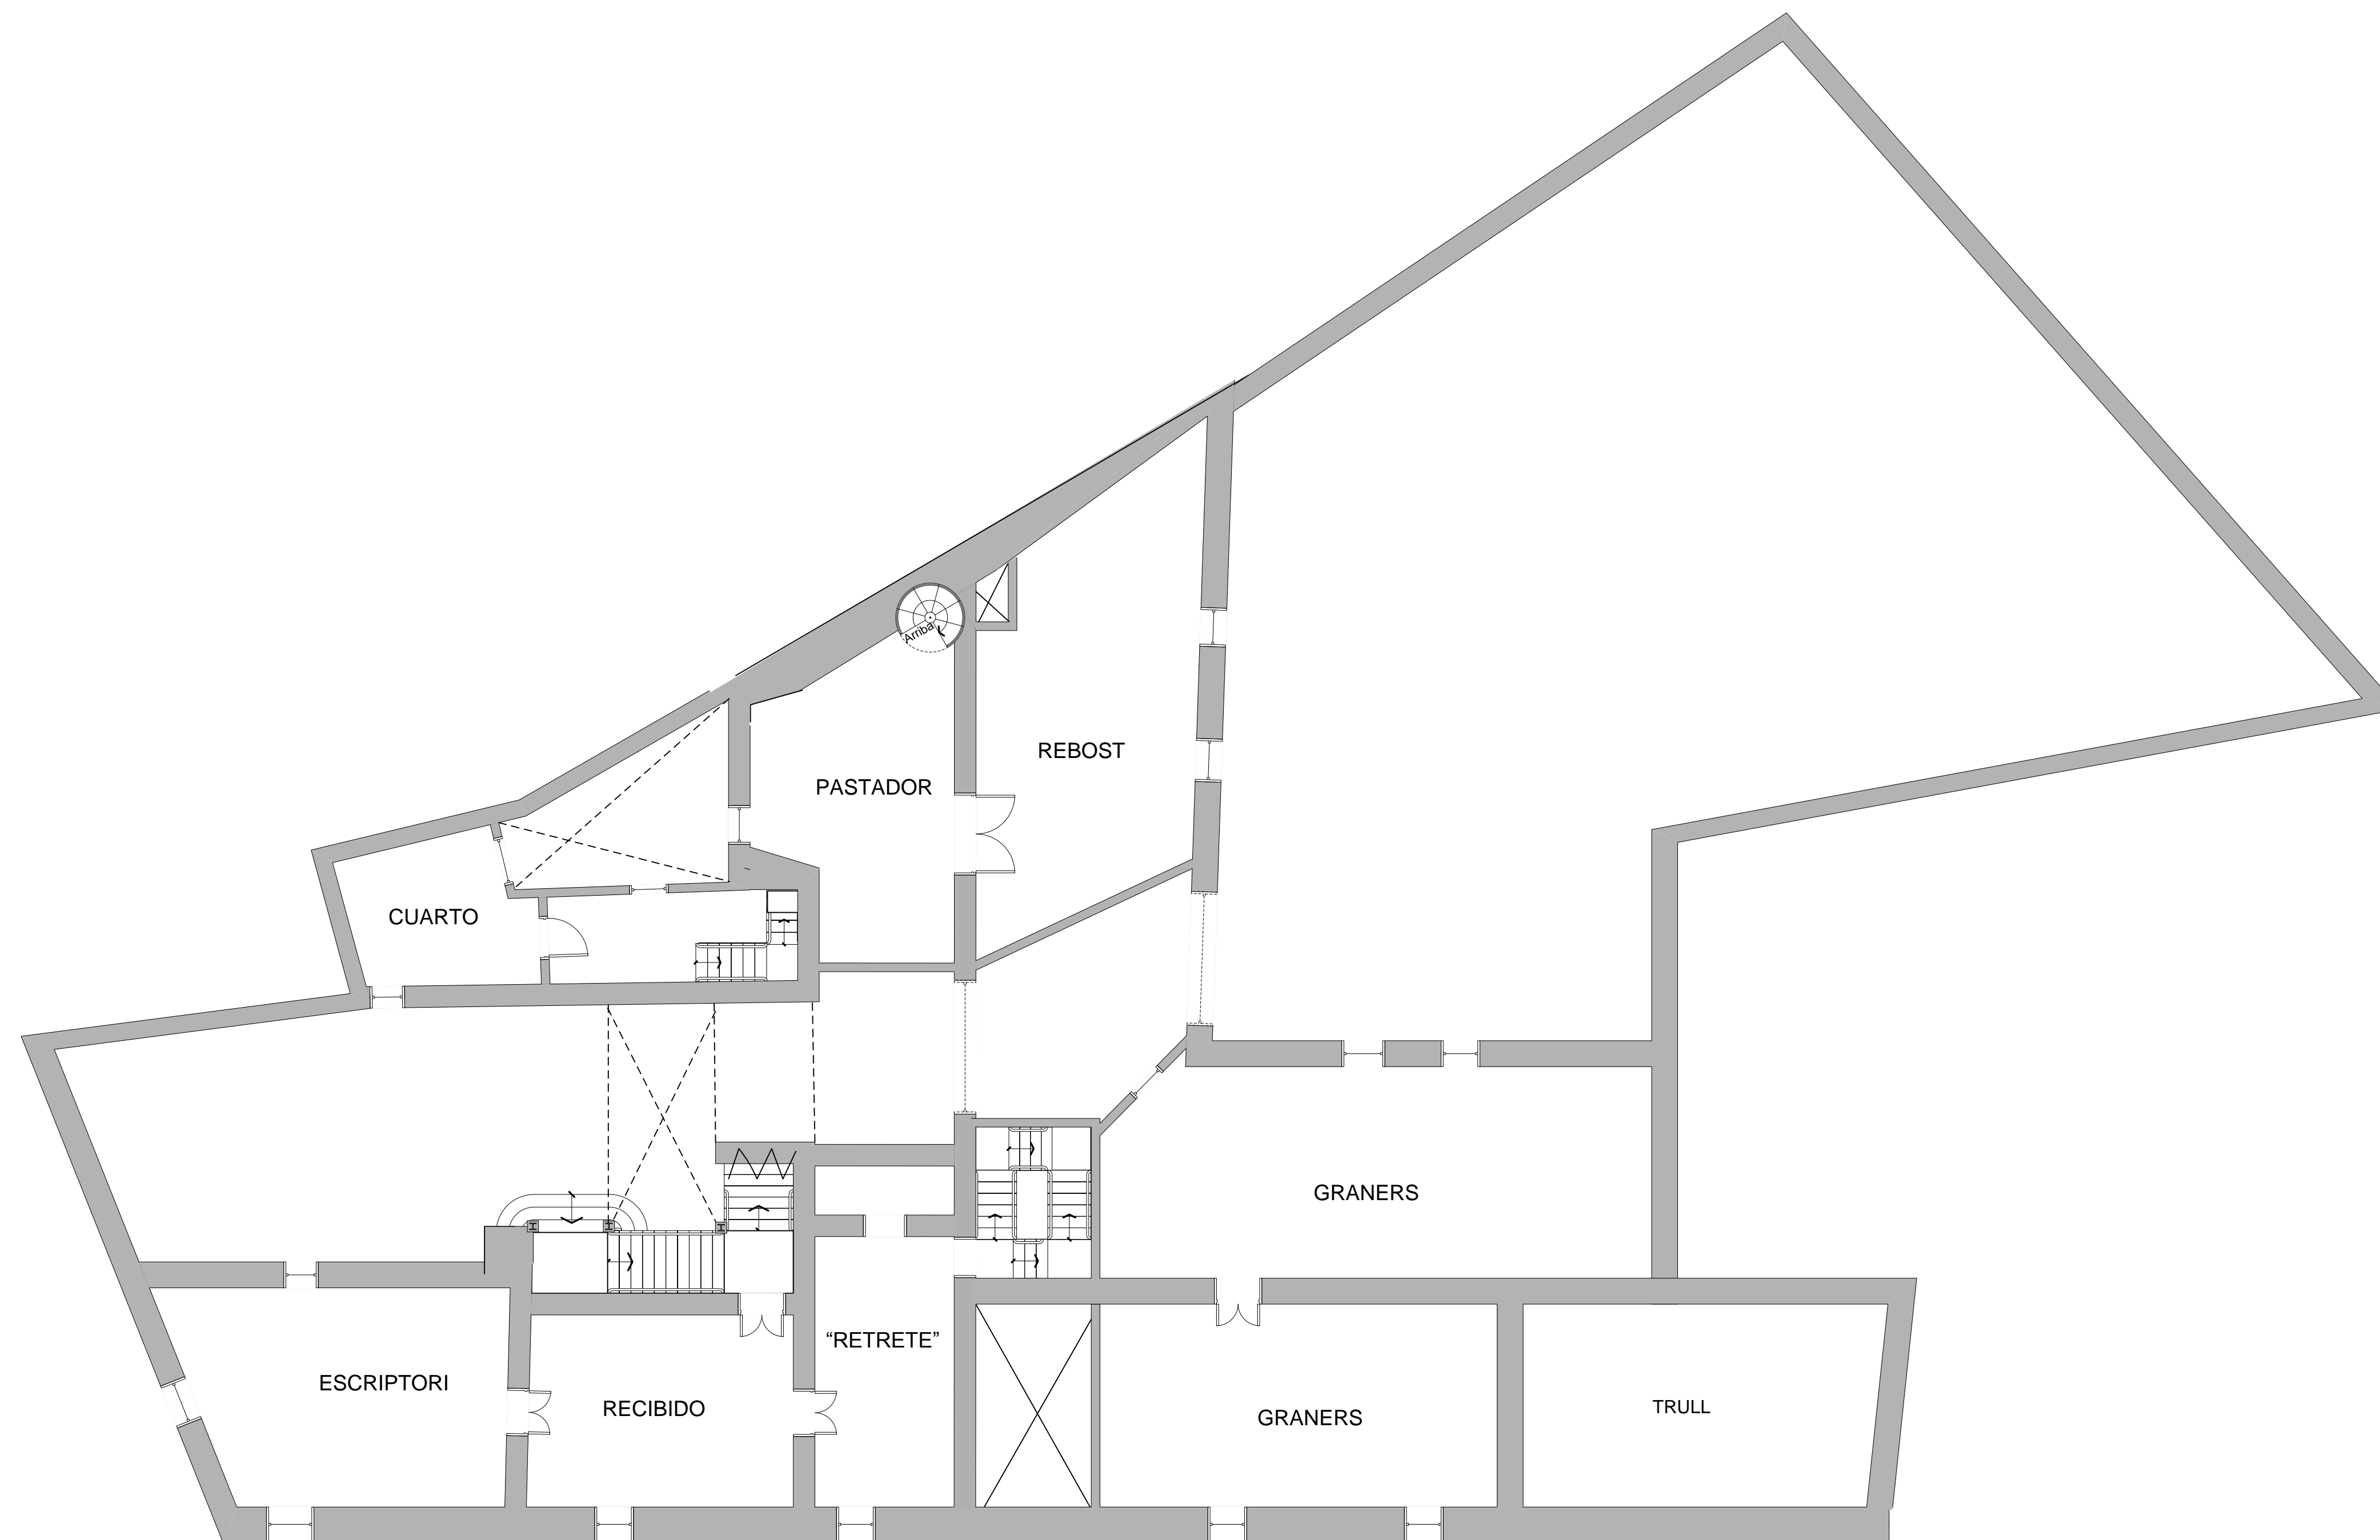 Arriba
REBOST
PASTADOR
CUARTO
GRANERS
“RETRETE”
ESCRIPTORI
RECIBIDO
GRANERS
TRULL